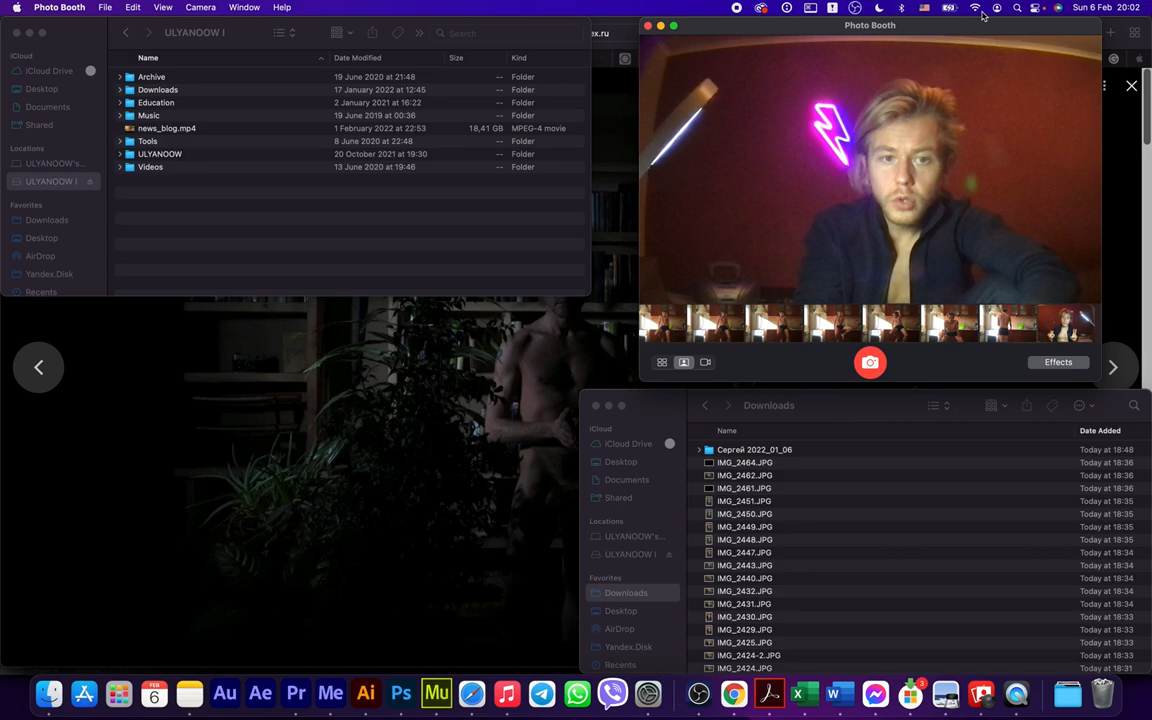 Photo Booth File Edit View Camera Window Help Sun 6 Feb 20:02
ULYANOOW I Search
iCloud
iCloud Drive
Desktop
Documents
Shared
Locations
ULYANOOW's...
ULYANOOW I
Favorites
Downloads
Desktop
AirDrop
Yandex.Disk
Recents
Name Date Modified Size Kind
Archive 19 June 2020 at 21:48 -- Folder
Downloads 17 January 2022 at 12:45 -- Folder
Education 2 January 2021 at 16:22 -- Folder
Music 19 June 2019 at 00:36 -- Folder
news_blog.mp4 1 February 2022 at 22:53 18,41 GB MPEG-4 movie
Tools 8 June 2020 at 22:48 -- Folder
ULYANOOW 20 October 2021 at 19:30 -- Folder
Videos 13 June 2020 at 19:46 -- Folder
ex.ru
Photo Booth
Effects
Downloads
iCloud
iCloud Drive
Desktop
Documents
Shared
Locations
ULYANOOW's...
ULYANOOW I
Favorites
Downloads
Desktop
AirDrop
Yandex.Disk
Recents
Name Date Added
Сергей 2022_01_06 Today at 18:48
IMG_2464.JPG Today at 18:36
IMG_2462.JPG Today at 18:36
IMG_2461.JPG Today at 18:36
IMG_2451.JPG Today at 18:35
IMG_2450.JPG Today at 18:35
IMG_2449.JPG Today at 18:35
IMG_2448.JPG Today at 18:35
IMG_2447.JPG Today at 18:34
IMG_2443.JPG Today at 18:34
IMG_2440.JPG Today at 18:34
IMG_2432.JPG Today at 18:34
IMG_2431.JPG Today at 18:34
IMG_2430.JPG Today at 18:33
IMG_2429.JPG Today at 18:33
IMG_2425.JPG Today at 18:33
IMG_2424-2.JPG Today at 18:33
IMG_2424.JPG Today at 18:31
FEB
6
Au Ae Pr Me Ai Ps Mu
3